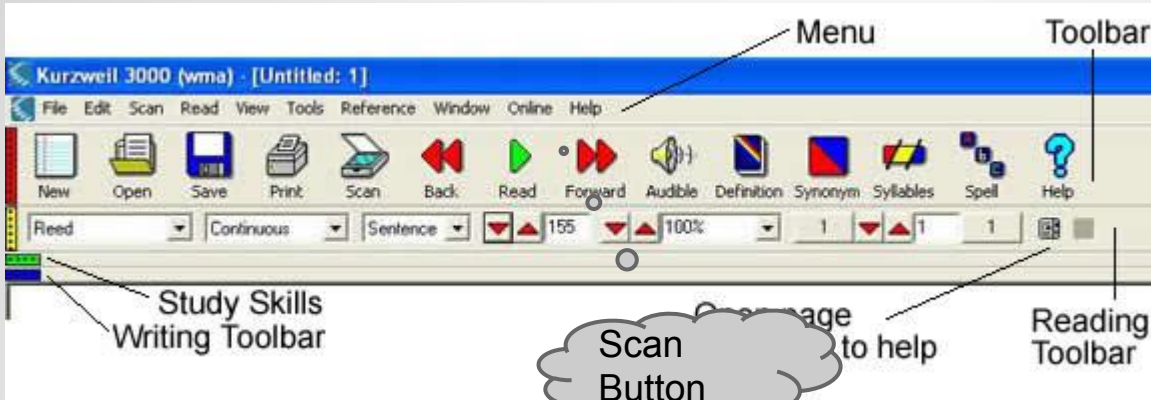 Menu Toolbar
Kurzweil 3000 (wma) - [Untitled: 1]
File Edit Scan Read View Tools Reference Window Online Help
New Open Save Print Scan Back Read Forward Audible Definition Synonym Syllables Spell Help
Reed Continuous Sentence 155 100% 1 1 1
Study Skills
Writing Toolbar
page
to help
Reading
Toolbar
Scan
Button